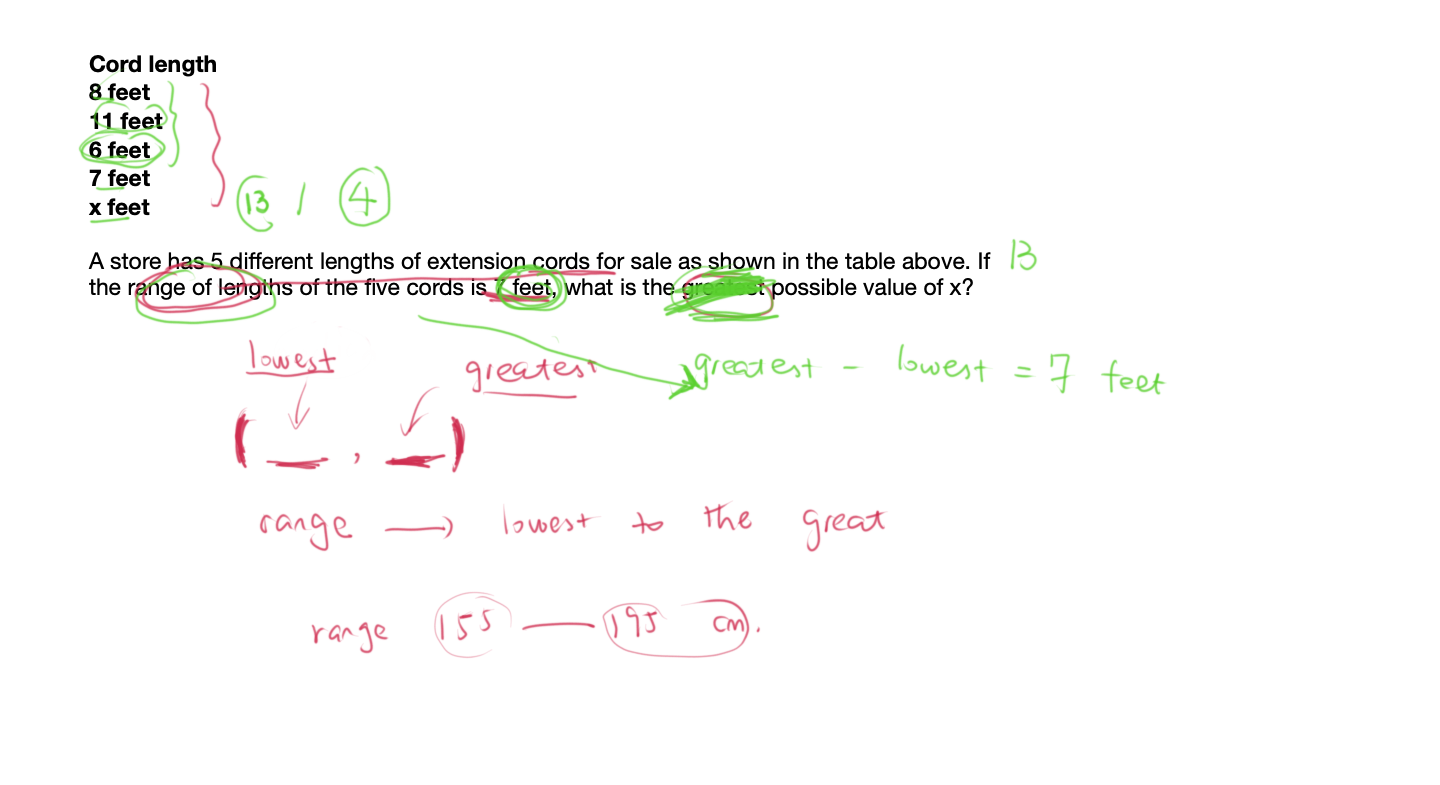 Cord length
8 feet
11 feet
6 feet
7 feet
x feet
13 / 4
A store has 5 different lengths of extension cords for sale as shown in the table above. If 13
the range of lengths of the five cords is 7 feet, what is the greatest possible value of x?
lowest greatest greatest - lowest = 7 feet
( __ , __ )
range → lowest to the great
range 155 — 195 cm.